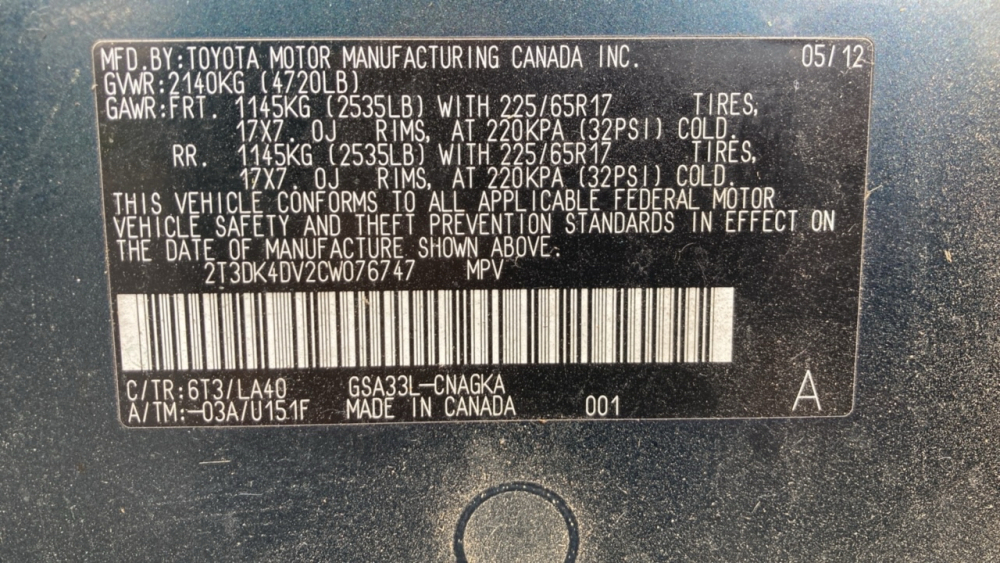 MFD.BY:TOYOTA MOTOR MANUFACTURING CANADA INC. 05/12
GVWR:2140KG (4720LB)
GAWR:FRT. 1145KG (2535LB) WITH 225/65R17 TIRES,
17X7.0J RIMS, AT 220KPA (32PSI) COLD.
RR. 1145KG (2535LB) WITH 225/65R17 TIRES,
17X7.0J RIMS, AT 220KPA (32PSI) COLD.
THIS VEHICLE CONFORMS TO ALL APPLICABLE FEDERAL MOTOR
VEHICLE SAFETY AND THEFT PREVENTION STANDARDS IN EFFECT ON
THE DATE OF MANUFACTURE SHOWN ABOVE.
2T3DK4DV2CW076747 MPV
C/TR:6T3/LA40 GSA33L-CNAGKA
A/TM:-03A/U151F MADE IN CANADA 001 A